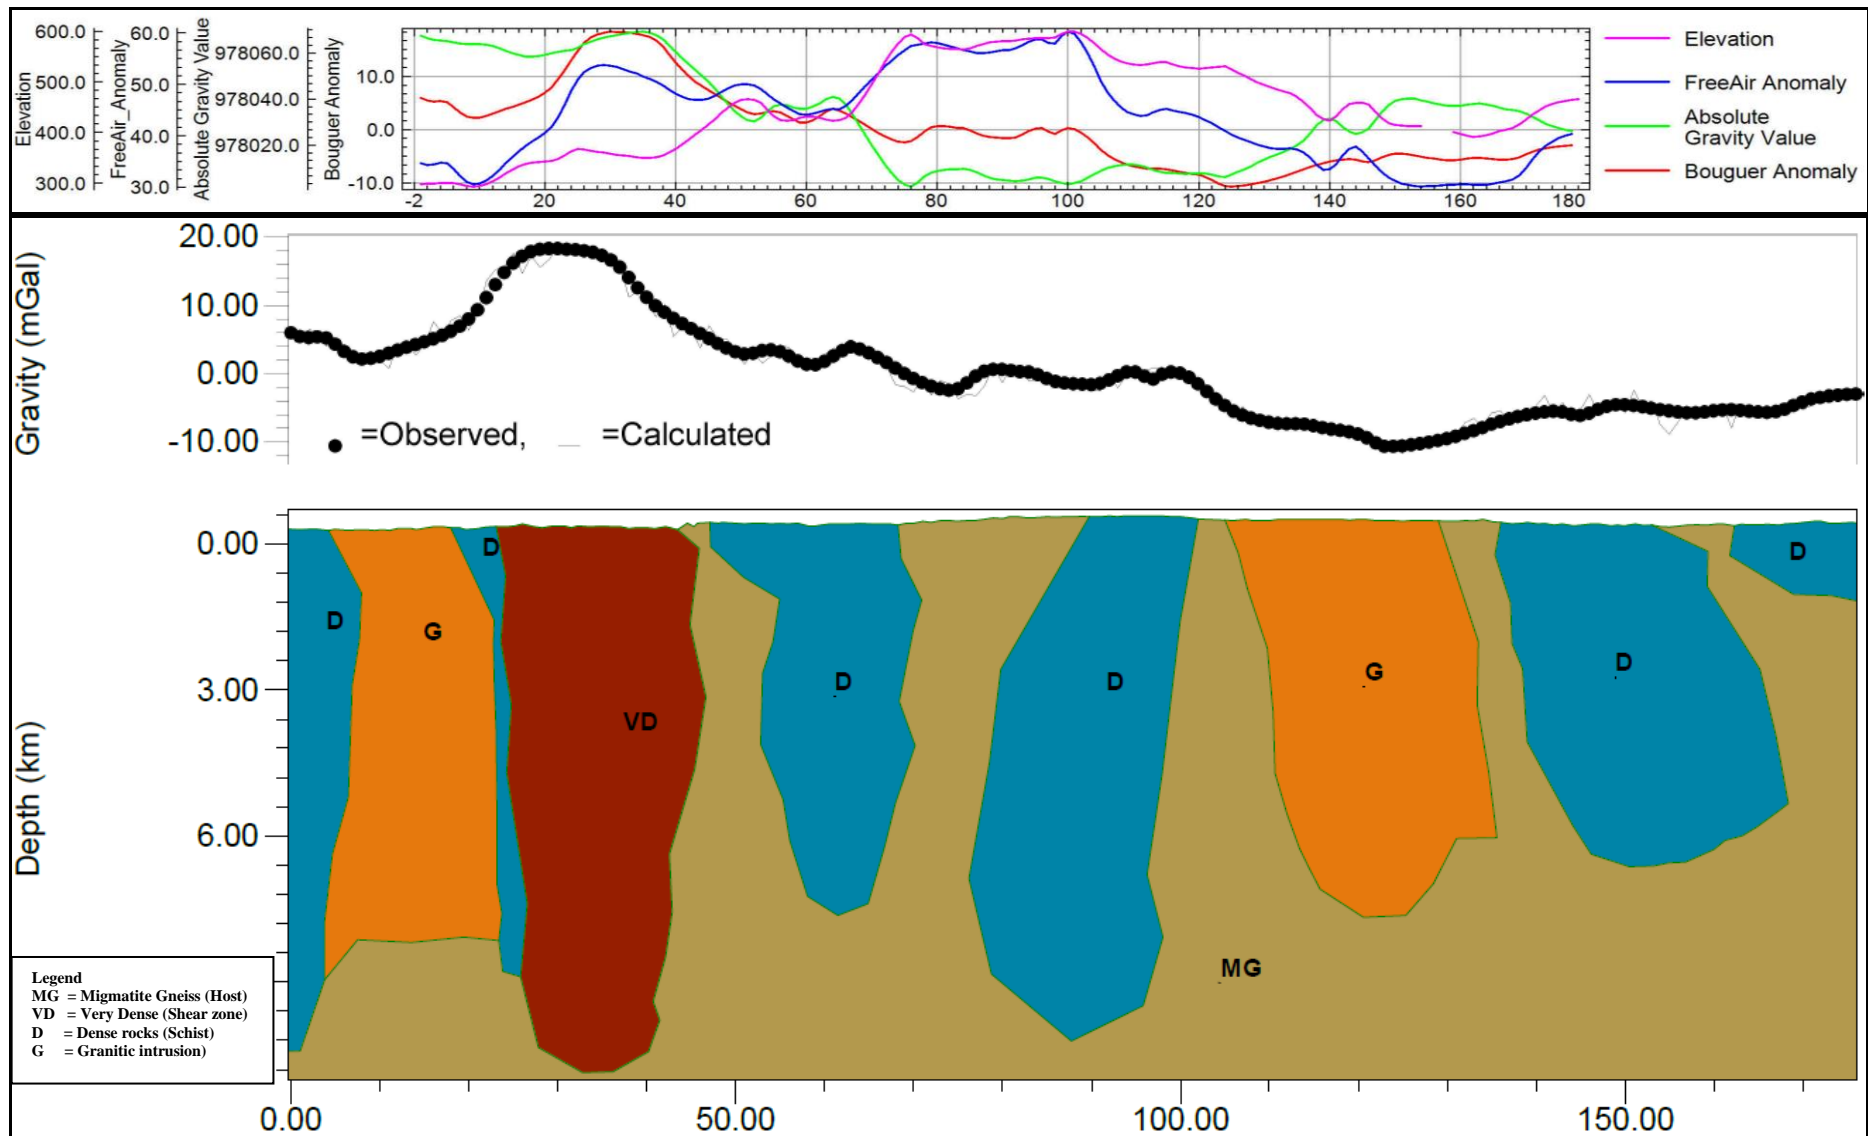 Elevation
600.0
500.0
400.0
300.0
FreeAir_Anomaly
60.0
50.0
40.0
30.0
Absolute Gravity Value
978060.0
978040.0
978020.0
Bouguer Anomaly
10.0
0.0
-10.0
-2 20 40 60 80 100 120 140 160 180
Elevation
FreeAir Anomaly
Absolute
Gravity Value
Bouguer Anomaly
Gravity (mGal)
20.00
10.00
0.00
-10.00
=Observed, =Calculated
Depth (km)
0.00
3.00
6.00
D
G
D
VD
D
D
G
D
D
MG
Legend
MG = Migmatite Gneiss (Host)
VD = Very Dense (Shear zone)
D = Dense rocks (Schist)
G = Granitic intrusion)
0.00 50.00 100.00 150.00